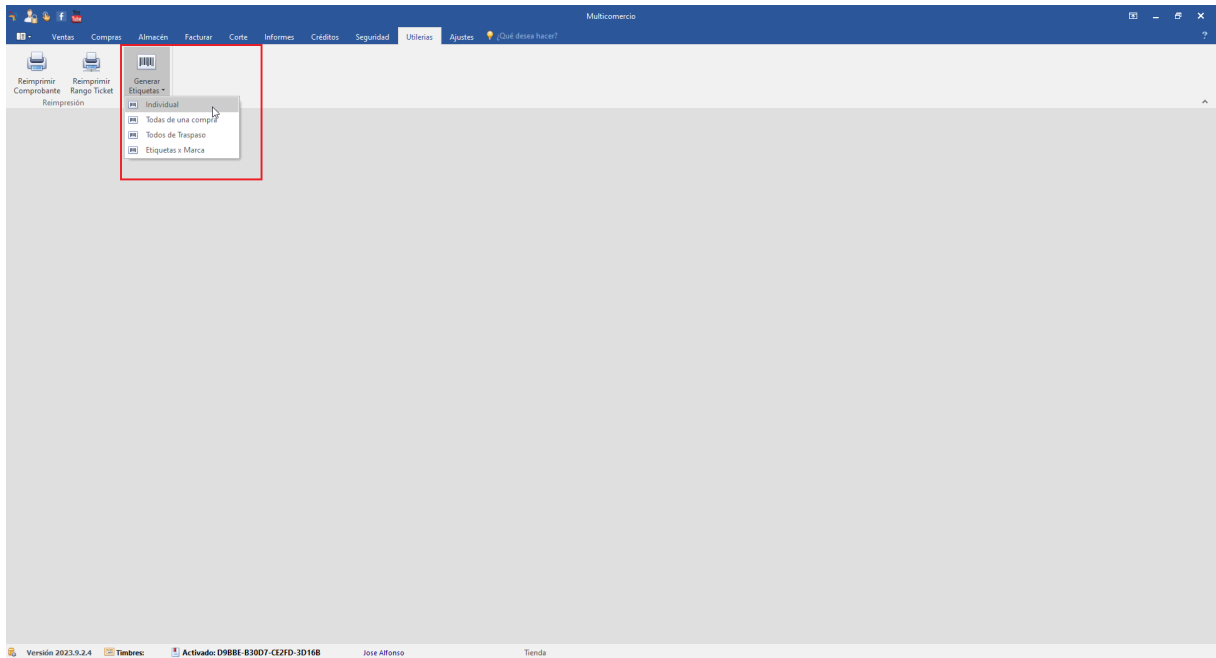 Multicomercio
Ventas Compras Almacén Facturar Corte Informes Créditos Seguridad Utilerias Ajustes ¿Qué desea hacer? ?
Reimprimir Comprobante
Reimprimir Rango Ticket
Generar Etiquetas
Reimpresión
Individual
Todas de una compra
Todos de Traspaso
Etiquetas x Marca
Versión 2023.9.2.4 Timbres: Activado: D9BBE-B30D7-CE2FD-3D16B Jose Alfonso Tienda